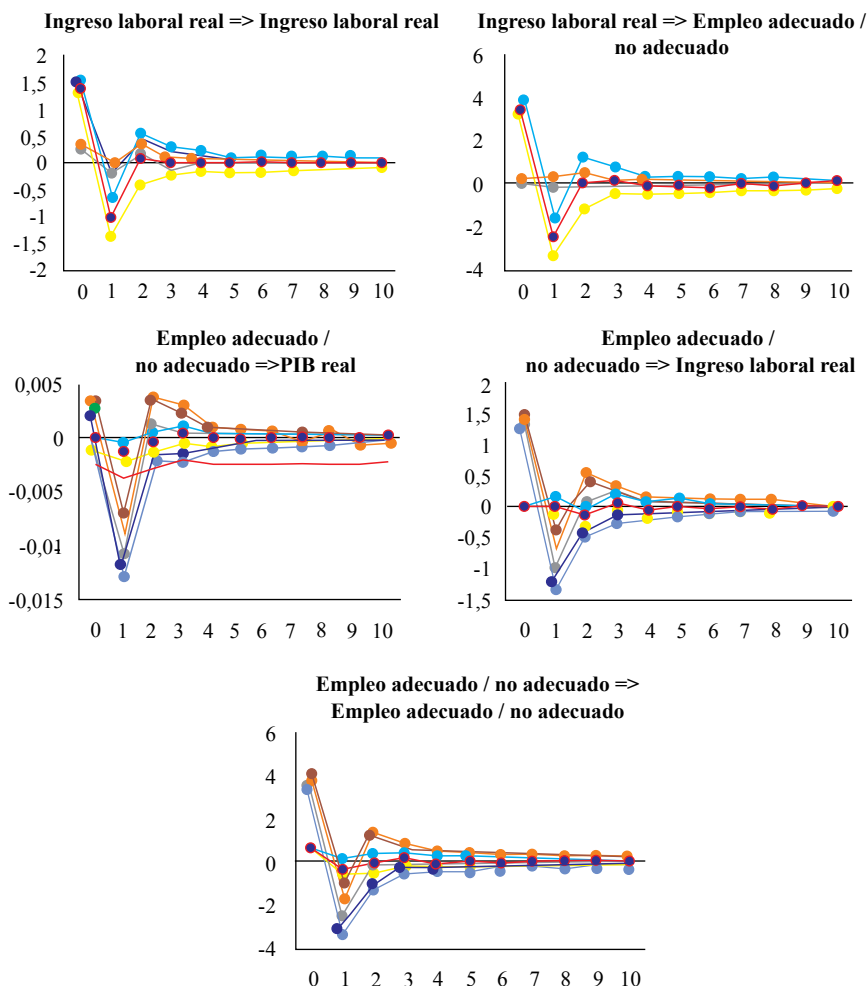 Ingreso laboral real => Ingreso laboral real
2
1,5
1
0,5
0
-0,5
-1
-1,5
-2
0 1 2 3 4 5 6 7 8 9 10
Ingreso laboral real => Empleo adecuado /
no adecuado
6
4
2
0
-2
-4
0 1 2 3 4 5 6 7 8 9 10
Empleo adecuado /
no adecuado =>PIB real
0,005
0
-0,005
-0,01
-0,015
0 1 2 3 4 5 6 7 8 9 10
Empleo adecuado /
no adecuado => Ingreso laboral real
2
1,5
1
0,5
0
-0,5
-1
-1,5
0 1 2 3 4 5 6 7 8 9 10
Empleo adecuado / no adecuado =>
Empleo adecuado / no adecuado
6
4
2
0
-2
-4
0 1 2 3 4 5 6 7 8 9 10